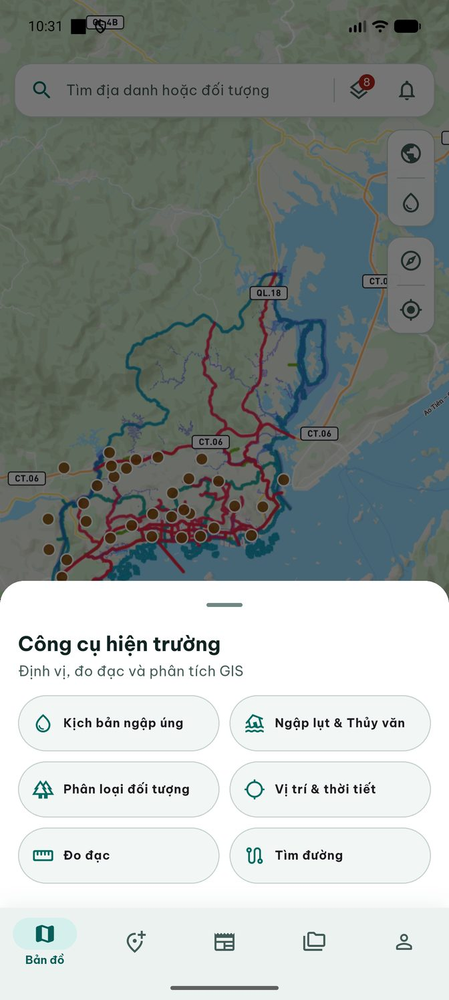 10:31
QL.4B
Tìm địa danh hoặc đối tượng
8
QL.18
CT.0
Ao Tiên –
CT.06
CT.06
CT.06
Công cụ hiện trường
Định vị, đo đạc và phân tích GIS
Kịch bản ngập úng
Ngập lụt & Thủy văn
Phân loại đối tượng
Vị trí & thời tiết
Đo đạc
Tìm đường
Bản đồ